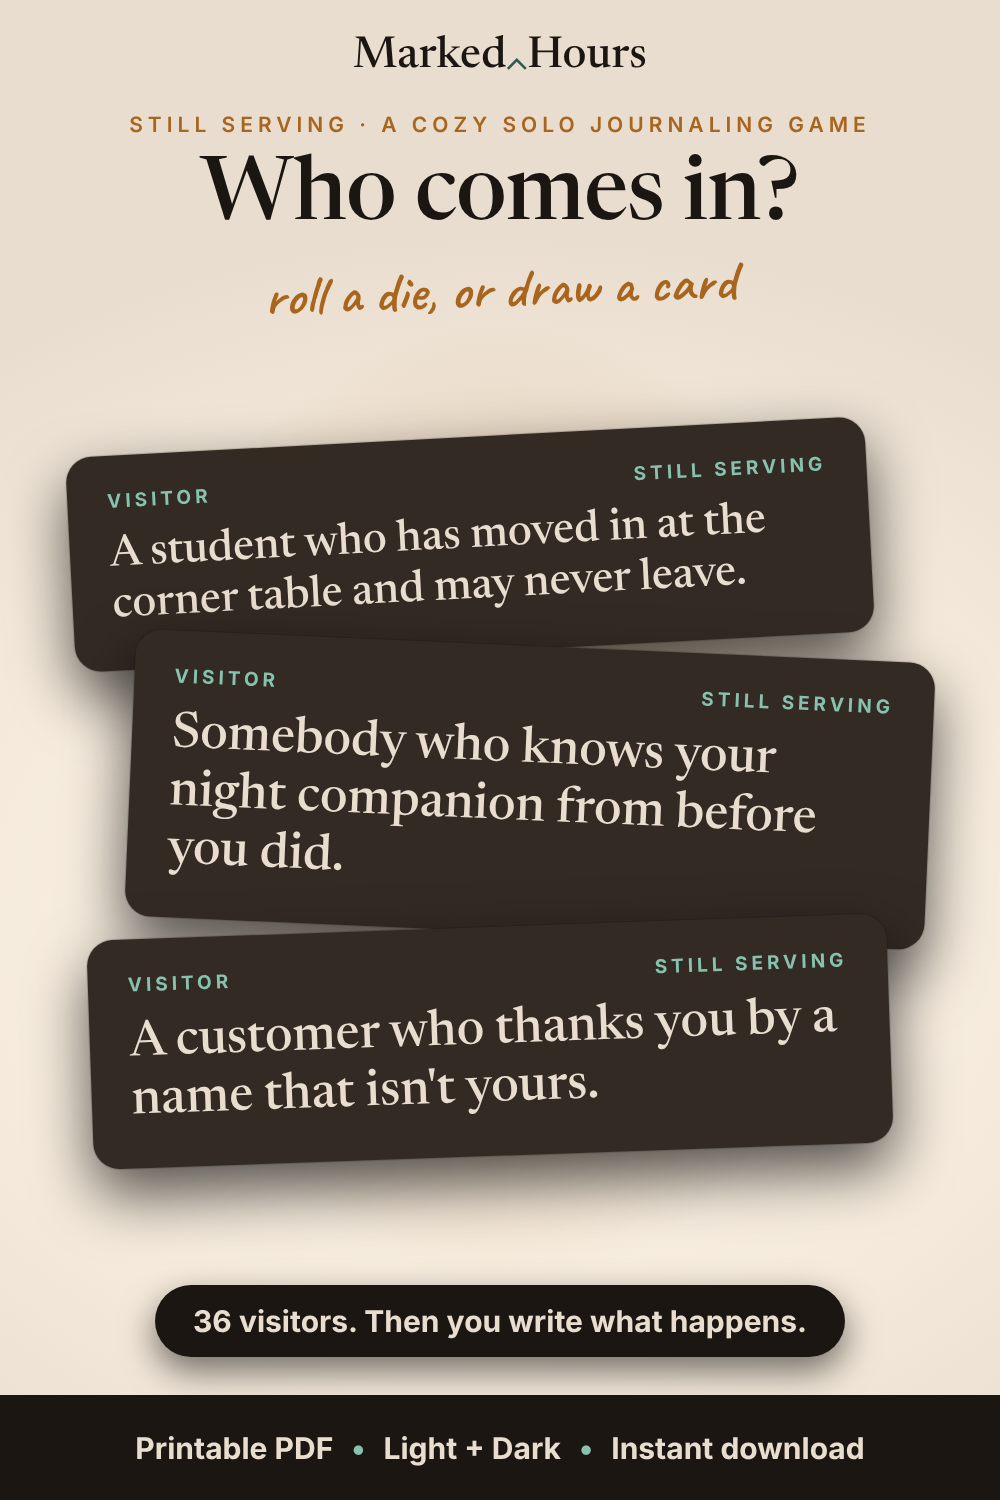 Marked‸Hours
STILL SERVING · A COZY SOLO JOURNALING GAME
Who comes in?
roll a die, or draw a card
VISITOR
STILL SERVING
A student who has moved in at the
corner table and may never leave.
VISITOR
STILL SERVING
Somebody who knows your
night companion from before
you did.
VISITOR
STILL SERVING
A customer who thanks you by a
name that isn't yours.
36 visitors. Then you write what happens.
Printable PDF • Light + Dark • Instant download